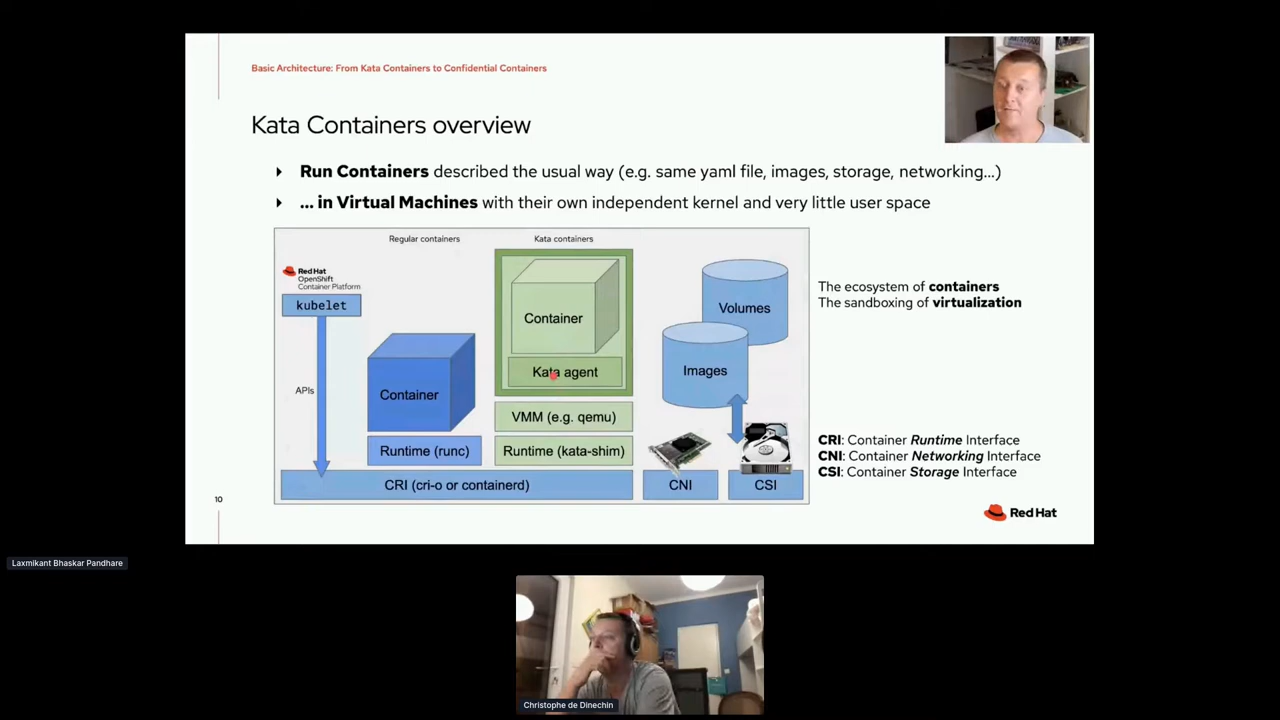 Basic Architecture: From Kata Containers to Confidential Containers
Kata Containers overview
Run Containers described the usual way (e.g. same yaml file, images, storage, networking...)
... in Virtual Machines with their own independent kernel and very little user space
Regular containers
Kata containers
Red Hat
OpenShift
Container Platform
kubelet
APIs
Container
Runtime (runc)
Container
Kata agent
VMM (e.g. qemu)
Runtime (kata-shim)
CRI (cri-o or containerd)
Volumes
Images
CNI
CSI
The ecosystem of containers
The sandboxing of virtualization
CRI: Container Runtime Interface
CNI: Container Networking Interface
CSI: Container Storage Interface
10
Red Hat
Laxmikant Bhaskar Pandhare
Christophe de Dinechin